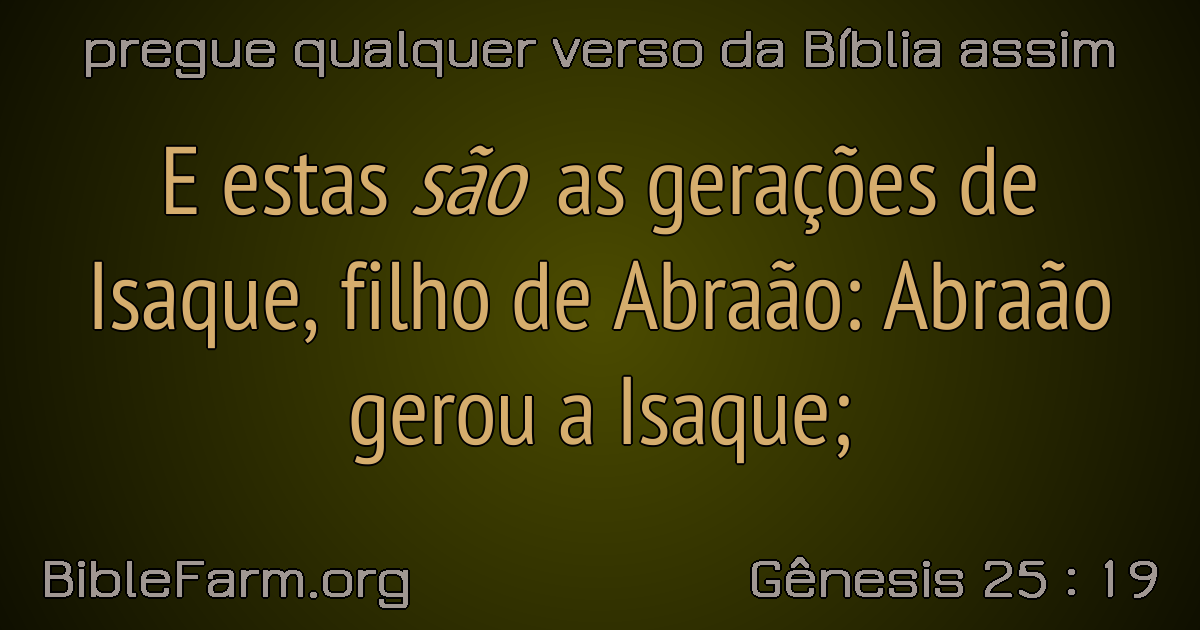 pregue qualquer verso da Bíblia assim
E estas são as gerações de
Isaque, filho de Abraão: Abraão
gerou a Isaque;
BibleFarm.org
Gênesis 25 : 19